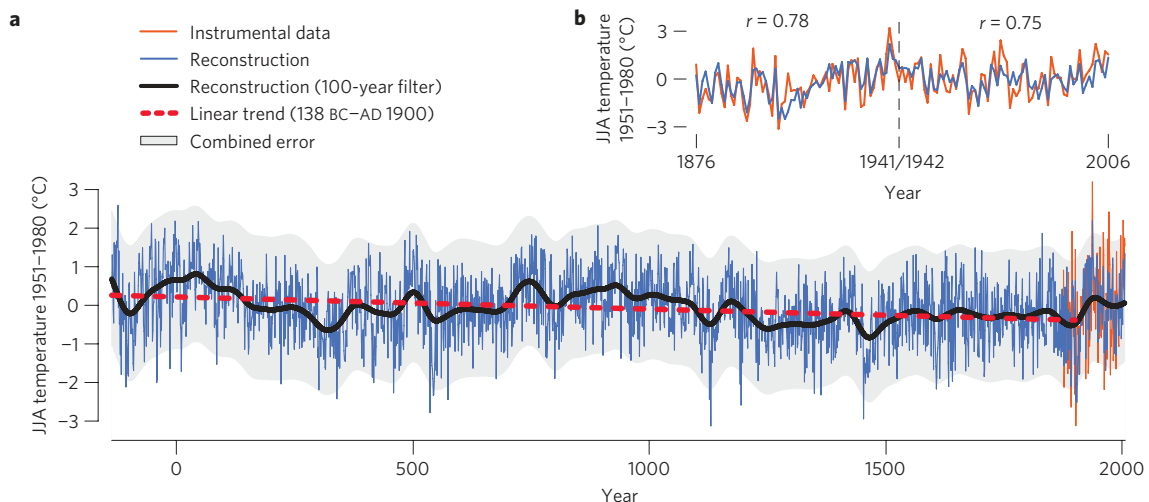 a
Instrumental data
Reconstruction
Reconstruction (100-year filter)
Linear trend (138 BC–AD 1900)
Combined error
b
r = 0.78
r = 0.75
JJA temperature
1951–1980 (°C)
3
0
−3
1876
1941/1942
2006
Year
JJA temperature 1951–1980 (°C)
3
2
1
0
−1
−2
−3
0
500
1000
1500
2000
Year